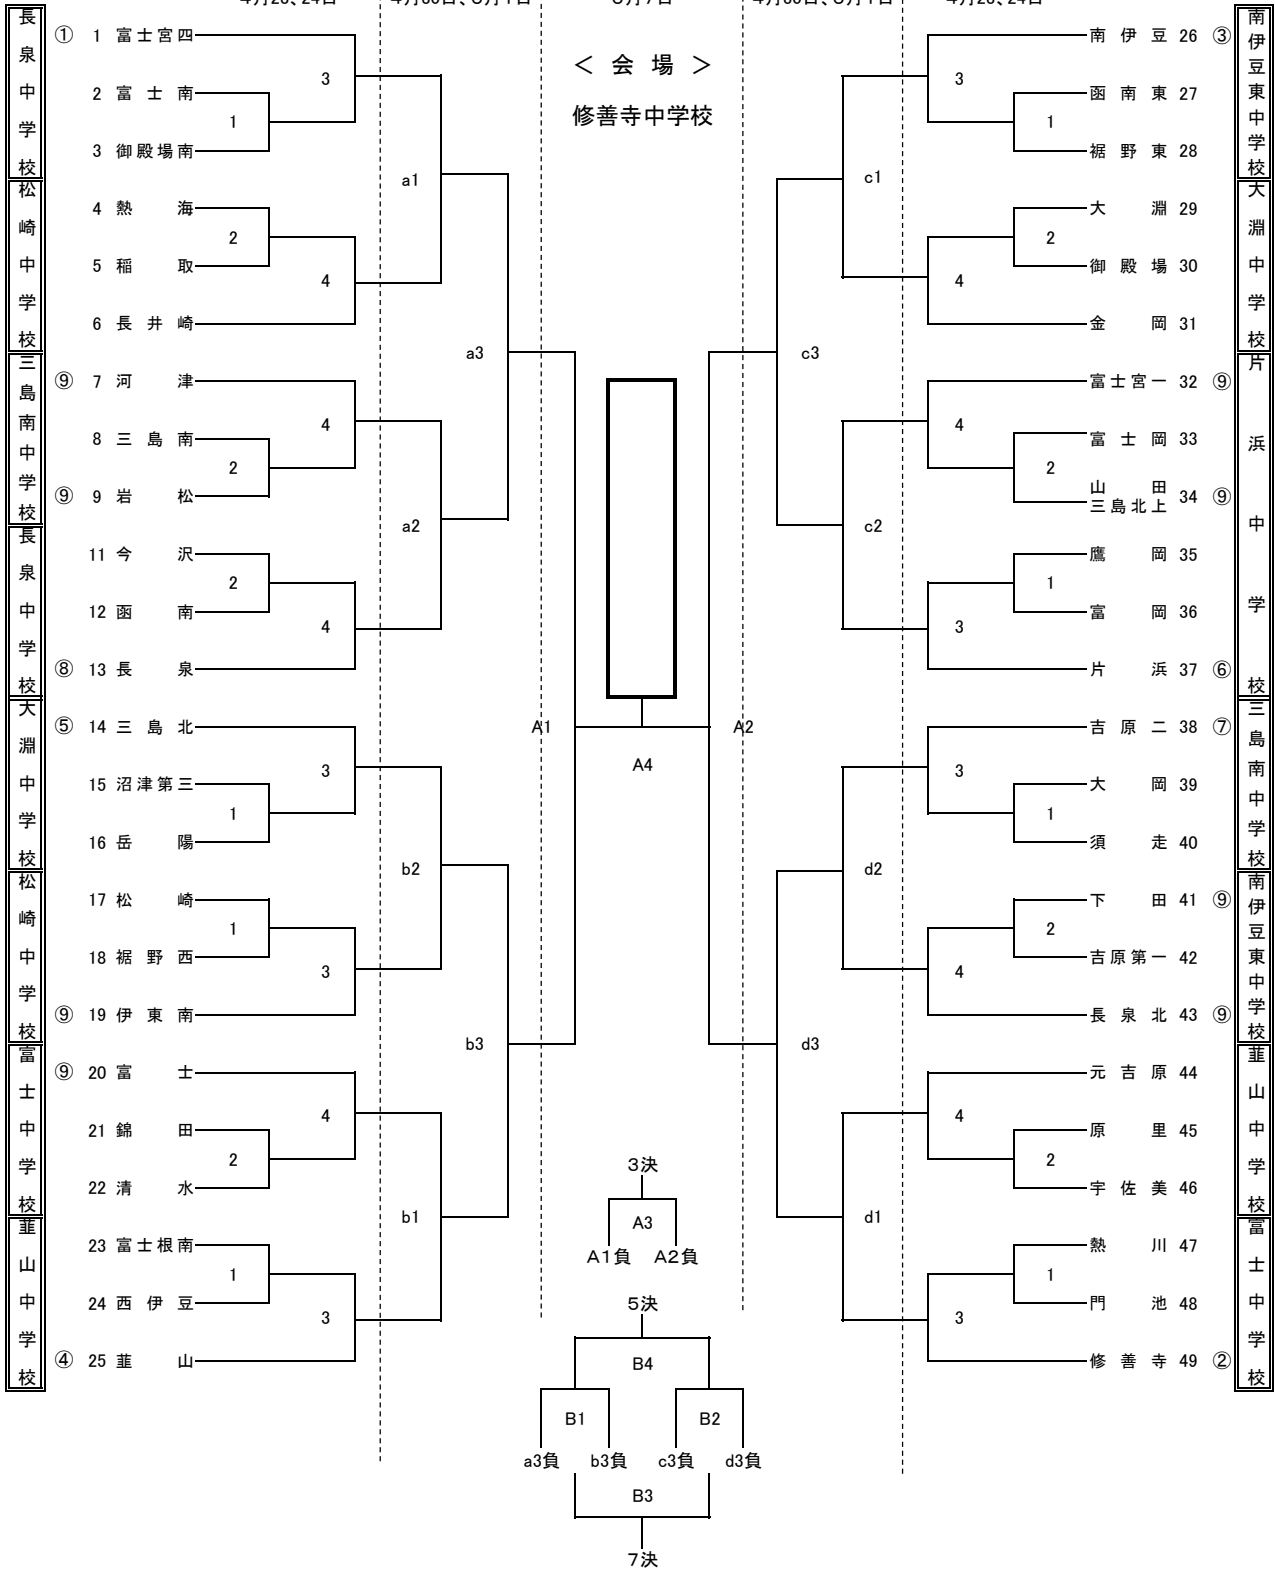 ＜ 会 場 ＞
修善寺中学校
長泉中学校
① 1 富士宮四
2 富士南
3 御殿場南
1
3
松崎中学校
4 熱海
5 稲取
6 長井崎
2
4
a1
三島南中学校
⑨ 7 河津
8 三島南
⑨ 9 岩松
2
4
長泉中学校
11 今沢
12 函南
⑧ 13 長泉
2
4
a2
a3
大淵中学校
⑤ 14 三島北
15 沼津第三
16 岳陽
1
3
松崎中学校
17 松崎
18 裾野西
⑨ 19 伊東南
1
3
b2
富士中学校
⑨ 20 富士
21 錦田
22 清水
2
4
韮山中学校
23 富士根南
24 西伊豆
④ 25 韮山
1
3
b1
b3
A1
A4
A2
南伊豆東中学校
南伊豆 26 ③
函南東 27
裾野東 28
1
3
大淵中学校
大淵 29
御殿場 30
金岡 31
2
4
c1
片浜中学校
富士宮一 32 ⑨
富士岡 33
山田
三島北上 34 ⑨
2
4
鷹岡 35
富岡 36
片浜 37 ⑥
1
3
c2
c3
三島南中学校
吉原二 38 ⑦
大岡 39
須走 40
1
3
南伊豆東中学校
下田 41 ⑨
吉原第一 42
長泉北 43 ⑨
2
4
d2
韮山中学校
元吉原 44
原里 45
宇佐美 46
2
4
富士中学校
熱川 47
門池 48
修善寺 49 ②
1
3
d1
d3
３決
A3
A１負 A２負
５決
B4
B1 B2
a3負 b3負 c3負 d3負
B3
７決